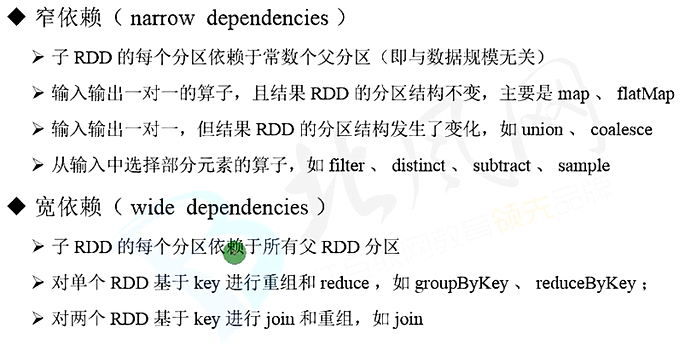 ◆ 窄依赖（ narrow dependencies ）
➢ 子 RDD 的每个分区依赖于常数个父分区（即与数据规模无关）
➢ 输入输出一对一的算子，且结果 RDD 的分区结构不变，主要是 map 、 flatMap
➢ 输入输出一对一，但结果 RDD 的分区结构发生了变化，如 union 、 coalesce
➢ 从输入中选择部分元素的算子，如 filter 、 distinct 、 subtract 、 sample
◆ 宽依赖（ wide dependencies ）
➢ 子 RDD 的每个分区依赖于所有父 RDD 分区
➢ 对单个 RDD 基于 key 进行重组和 reduce ，如 groupByKey 、 reduceByKey ；
➢ 对两个 RDD 基于 key 进行 join 和重组，如 join
北风网